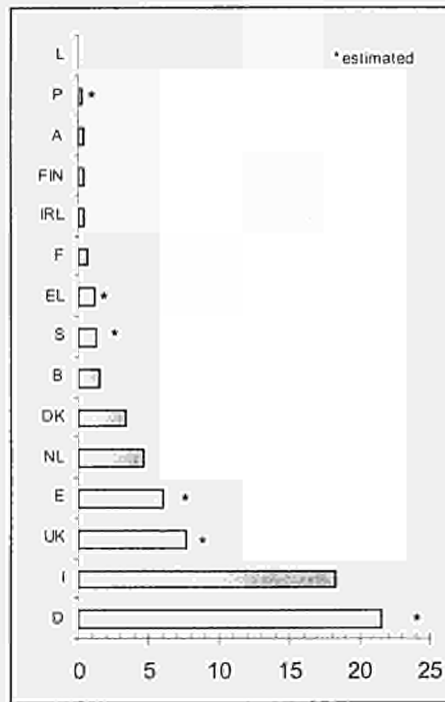 L
* estimated
P *
A
FIN
IRL
F
EL *
S *
B
DK
NL
E *
UK *
I
D *
0 5 10 15 20 25